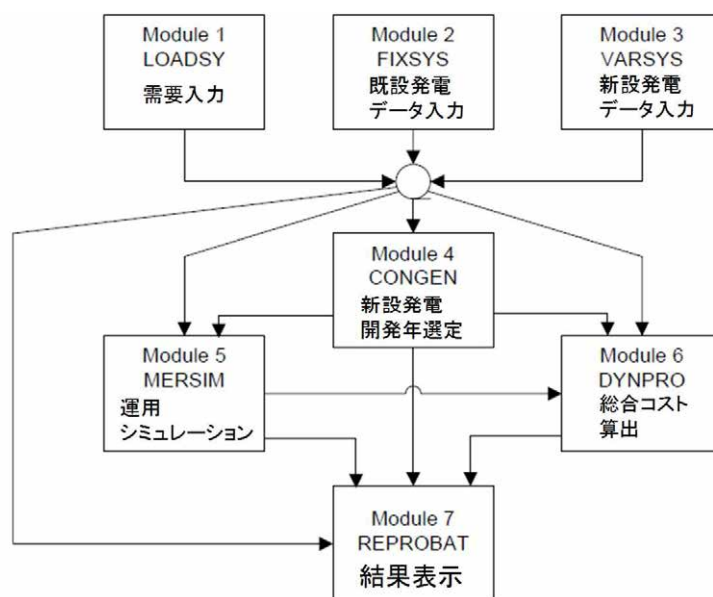 Module 1
LOADSY
需要入力
Module 2
FIXSYS
既設発電
データ入力
Module 3
VARSYS
新設発電
データ入力
Module 4
CONGEN
新設発電
開発年選定
Module 5
MERSIM
運用
シミュレーション
Module 6
DYNPRO
総合コスト
算出
Module 7
REPROBAT
結果表示